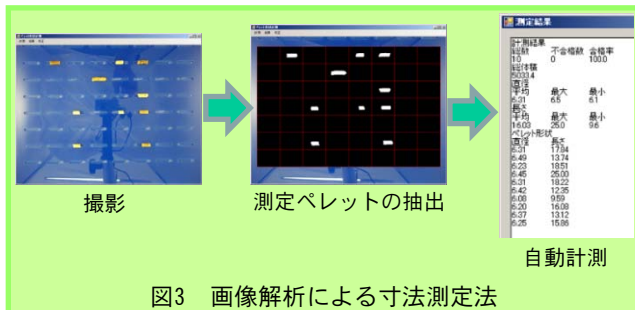 撮影
測定ペレットの抽出
測定結果
計測結果
総数 不合格数 合格率
10 0 100.0
総体積
5033.4
直径
平均 最大 最小
6.31 6.5 6.1
長さ
平均 最大 最小
16.03 25.0 9.6
ペレット形状
直径 長さ
6.31 17.84
6.49 13.74
6.23 18.51
6.45 25.00
6.31 18.22
6.42 12.35
6.08 9.59
6.20 16.08
6.37 13.12
6.25 15.86
自動計測
図3 画像解析による寸法測定法